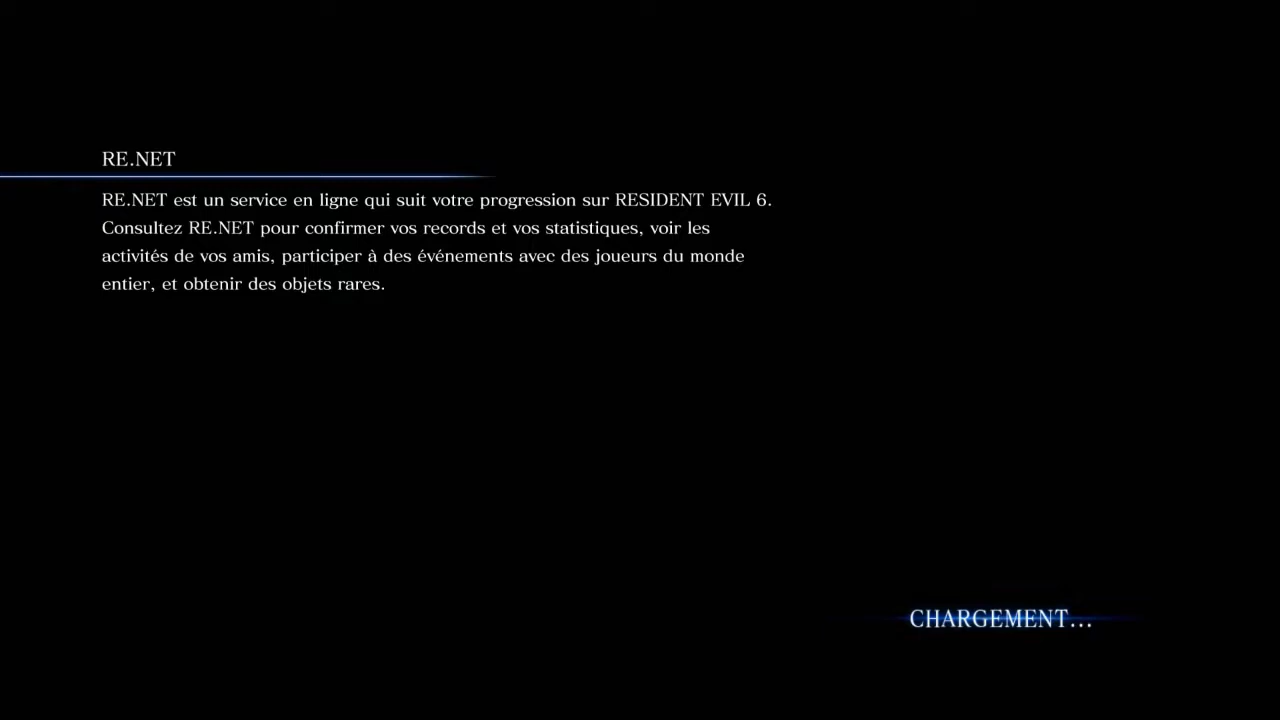 RE.NET
RE.NET est un service en ligne qui suit votre progression sur RESIDENT EVIL 6.
Consultez RE.NET pour confirmer vos records et vos statistiques, voir les
activités de vos amis, participer à des événements avec des joueurs du monde
entier, et obtenir des objets rares.
CHARGEMENT...